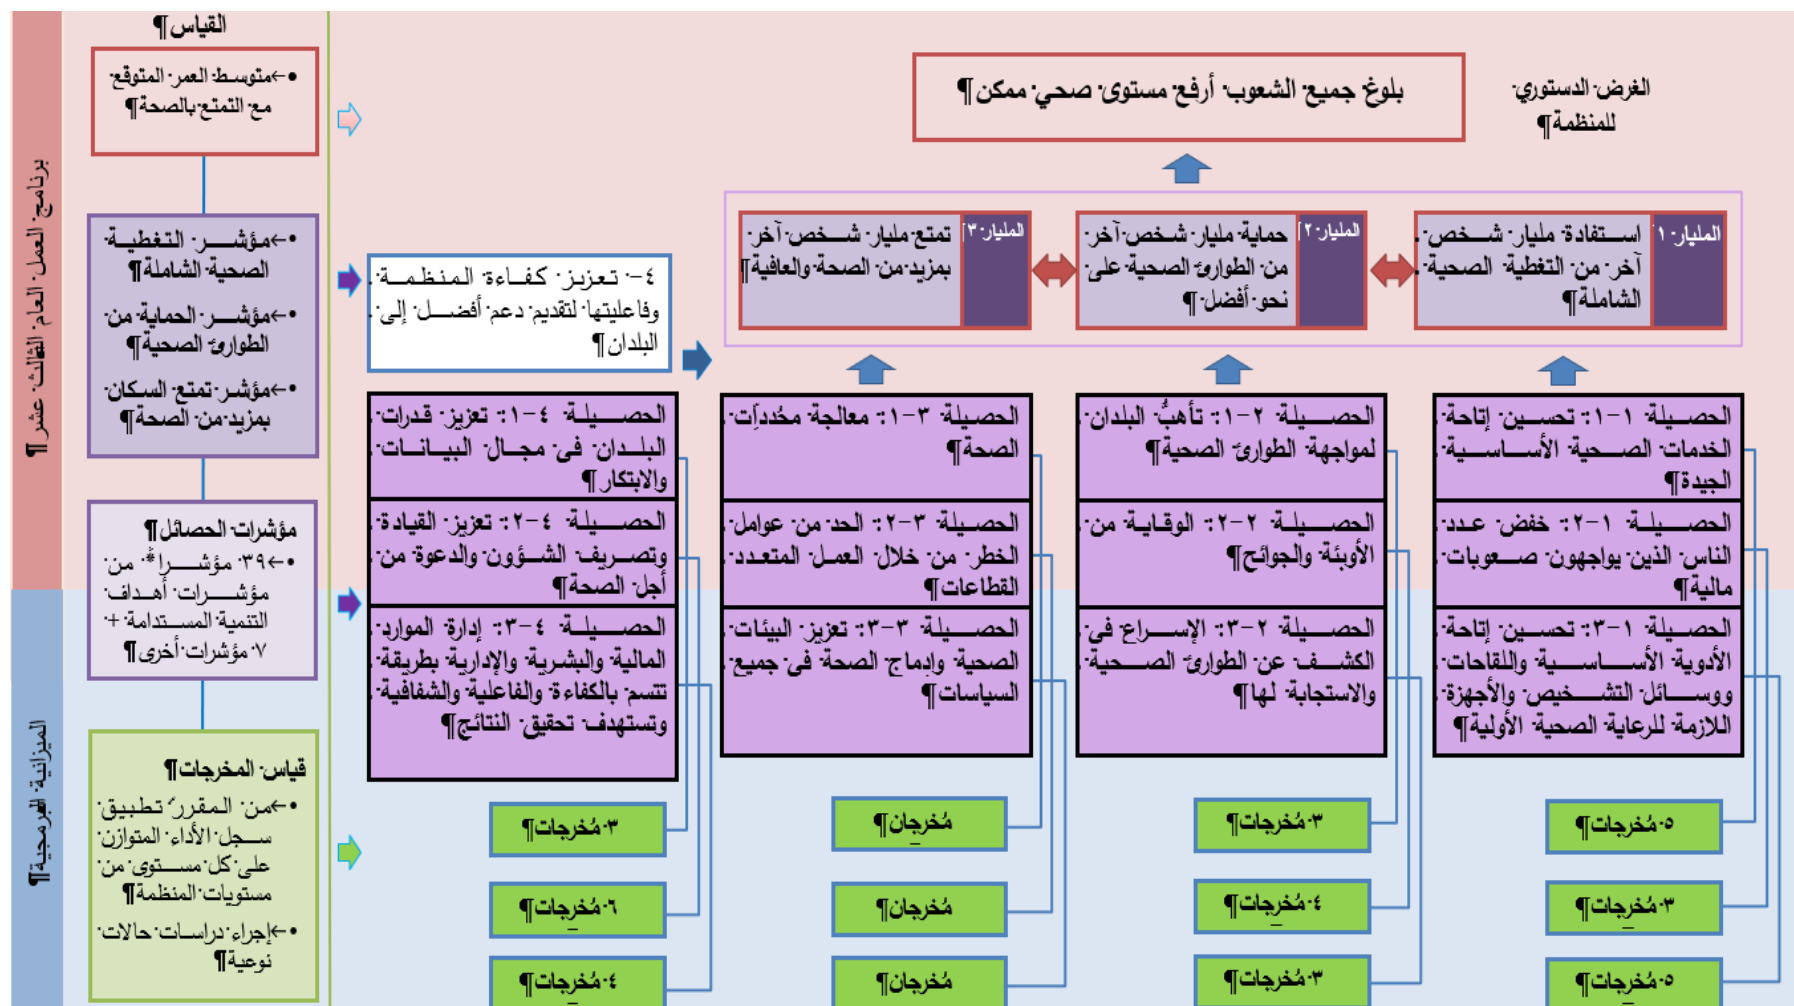 القياس¶
•←متوسط العمر المتوقع
مع التمتع بالصحة¶
بلوغ جميع الشعوب أرفع مستوى صحي ممكن¶
الغرض الدستوري
للمنظمة¶
برنامج العمل العام الثالث عشر¶
•←مؤشر التغطية
الصحية الشاملة¶
•←مؤشر الحماية من
الطوارئ الصحية¶
•←مؤشر تمتع السكان
بمزيد من الصحة¶
المليار ١
استفادة مليار شخص
آخر من التغطية الصحية
الشاملة¶
المليار ٢
حماية مليار شخص آخر
من الطوارئ الصحية على
نحو أفضل¶
المليار ٣
تمتع مليار شخص آخر
بمزيد من الصحة والعافية¶
٤- تعزيز كفاءة المنظمة
وفاعليتها لتقديم دعم أفضل إلى
البلدان¶
الحصيلة ١-١: تحسين إتاحة
الخدمات الصحية الأساسية
الجيدة¶
الحصيلة ١-٢: خفض عدد
الناس الذين يواجهون صعوبات
مالية¶
الحصيلة ١-٣: تحسين إتاحة
الأدوية الأساسية واللقاحات
ووسائل التشخيص والأجهزة
اللازمة للرعاية الصحية الأولية¶
الحصيلة ٢-١: تأهبُّ البلدان
لمواجهة الطوارئ الصحية¶
الحصيلة ٢-٢: الوقاية من
الأوبئة والجوائح¶
الحصيلة ٢-٣: الإسراع في
الكشف عن الطوارئ الصحية
والاستجابة لها¶
الحصيلة ٣-١: معالجة محُددات
الصحة¶
الحصيلة ٣-٢: الحد من عوامل
الخطر من خلال العمل المتعدد
القطاعات¶
الحصيلة ٣-٣: تعزيز البيئات
الصحية وإدماج الصحة في جميع
السياسات¶
الحصيلة ٤-١: تعزيز قدرات
البلدان في مجال البيانات
والابتكار¶
الحصيلة ٤-٢: تعزيز القيادة
وتصريف الشؤون والدعوة من
أجل الصحة¶
الحصيلة ٤-٣: إدارة الموارد
المالية والبشرية والإدارية بطريقة
تتسم بالكفاءة والفاعلية والشفافية
وتستهدف تحقيق النتائج¶
مؤشرات الحصائل¶
•←٣٩ مؤشرا* من
مؤشرات أهداف
التنمية المستدامة +
٧ مؤشرات أخرى¶
الميزانية البرمجية¶
قياس المخرجات¶
•←من المقررَ تطبيق
سجل الأداء المتوازن
على كل مستوى من
مستويات المنظمة¶
•←إجراء دراسات حالات
نوعية¶
٥ مُخرجات¶
٣ مُخرجات¶
٥ مُخرجات¶
٣ مُخرجات¶
٤ مُخرجات¶
٣ مُخرجات¶
مُخرجان¶
مُخرجان¶
مُخرجان¶
٣ مُخرجات¶
٦ مُخرجات¶
٤ مُخرجات¶